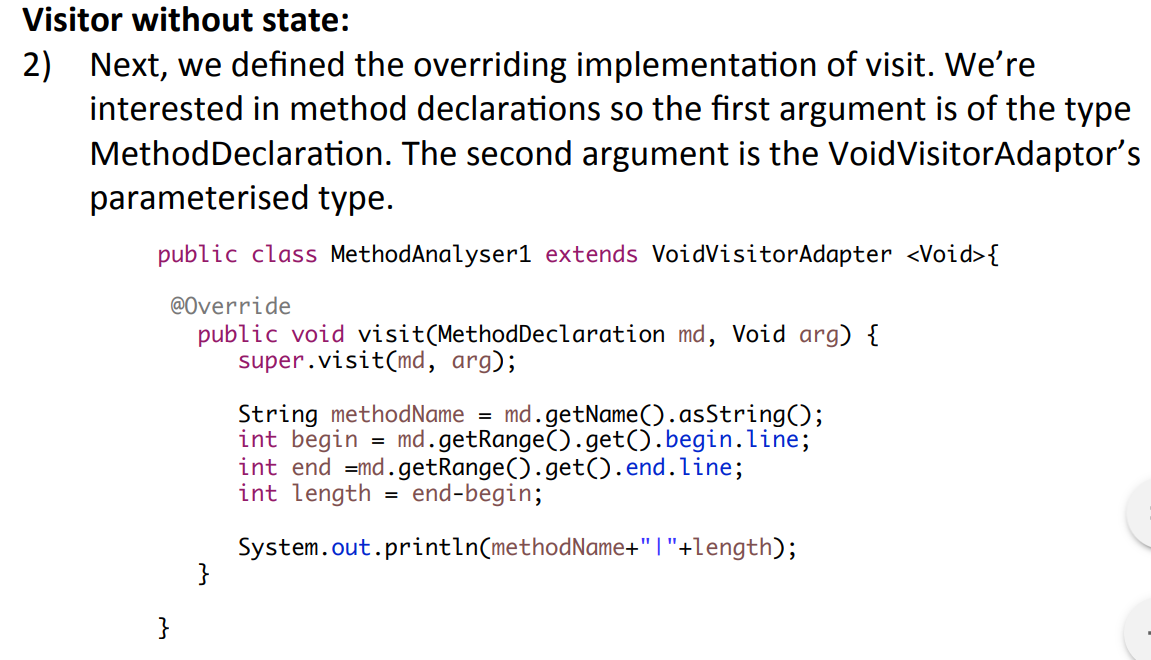 Visitor without state:
2) Next, we defined the overriding implementation of visit. We're
interested in method declarations so the first argument is of the type
MethodDeclaration. The second argument is the VoidVisitorAdaptor's
parameterised type.
public class MethodAnalyser1 extends VoidVisitorAdapter <Void>{
@Override
public void visit(MethodDeclaration md, Void arg) {
super.visit(md, arg);
String methodName = md.getName().asString();
int begin = md.getRange().get().begin.line;
int end =md.getRange().get().end.line;
int length = end-begin;
System.out.println(methodName+"|"+length);
}
}